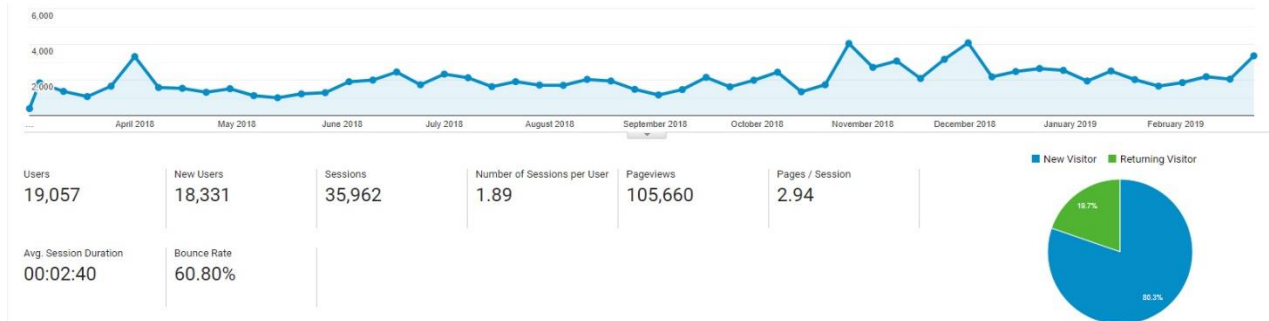 6,000
4,000
2,000
... April 2018 May 2018 June 2018 July 2018 August 2018 September 2018 October 2018 November 2018 December 2018 January 2019 February 2019
New Visitor Returning Visitor
Users New Users Sessions Number of Sessions per User Pageviews Pages / Session
19,057 18,331 35,962 1.89 105,660 2.94
19.7%
Avg. Session Duration Bounce Rate
00:02:40 60.80%
80.3%